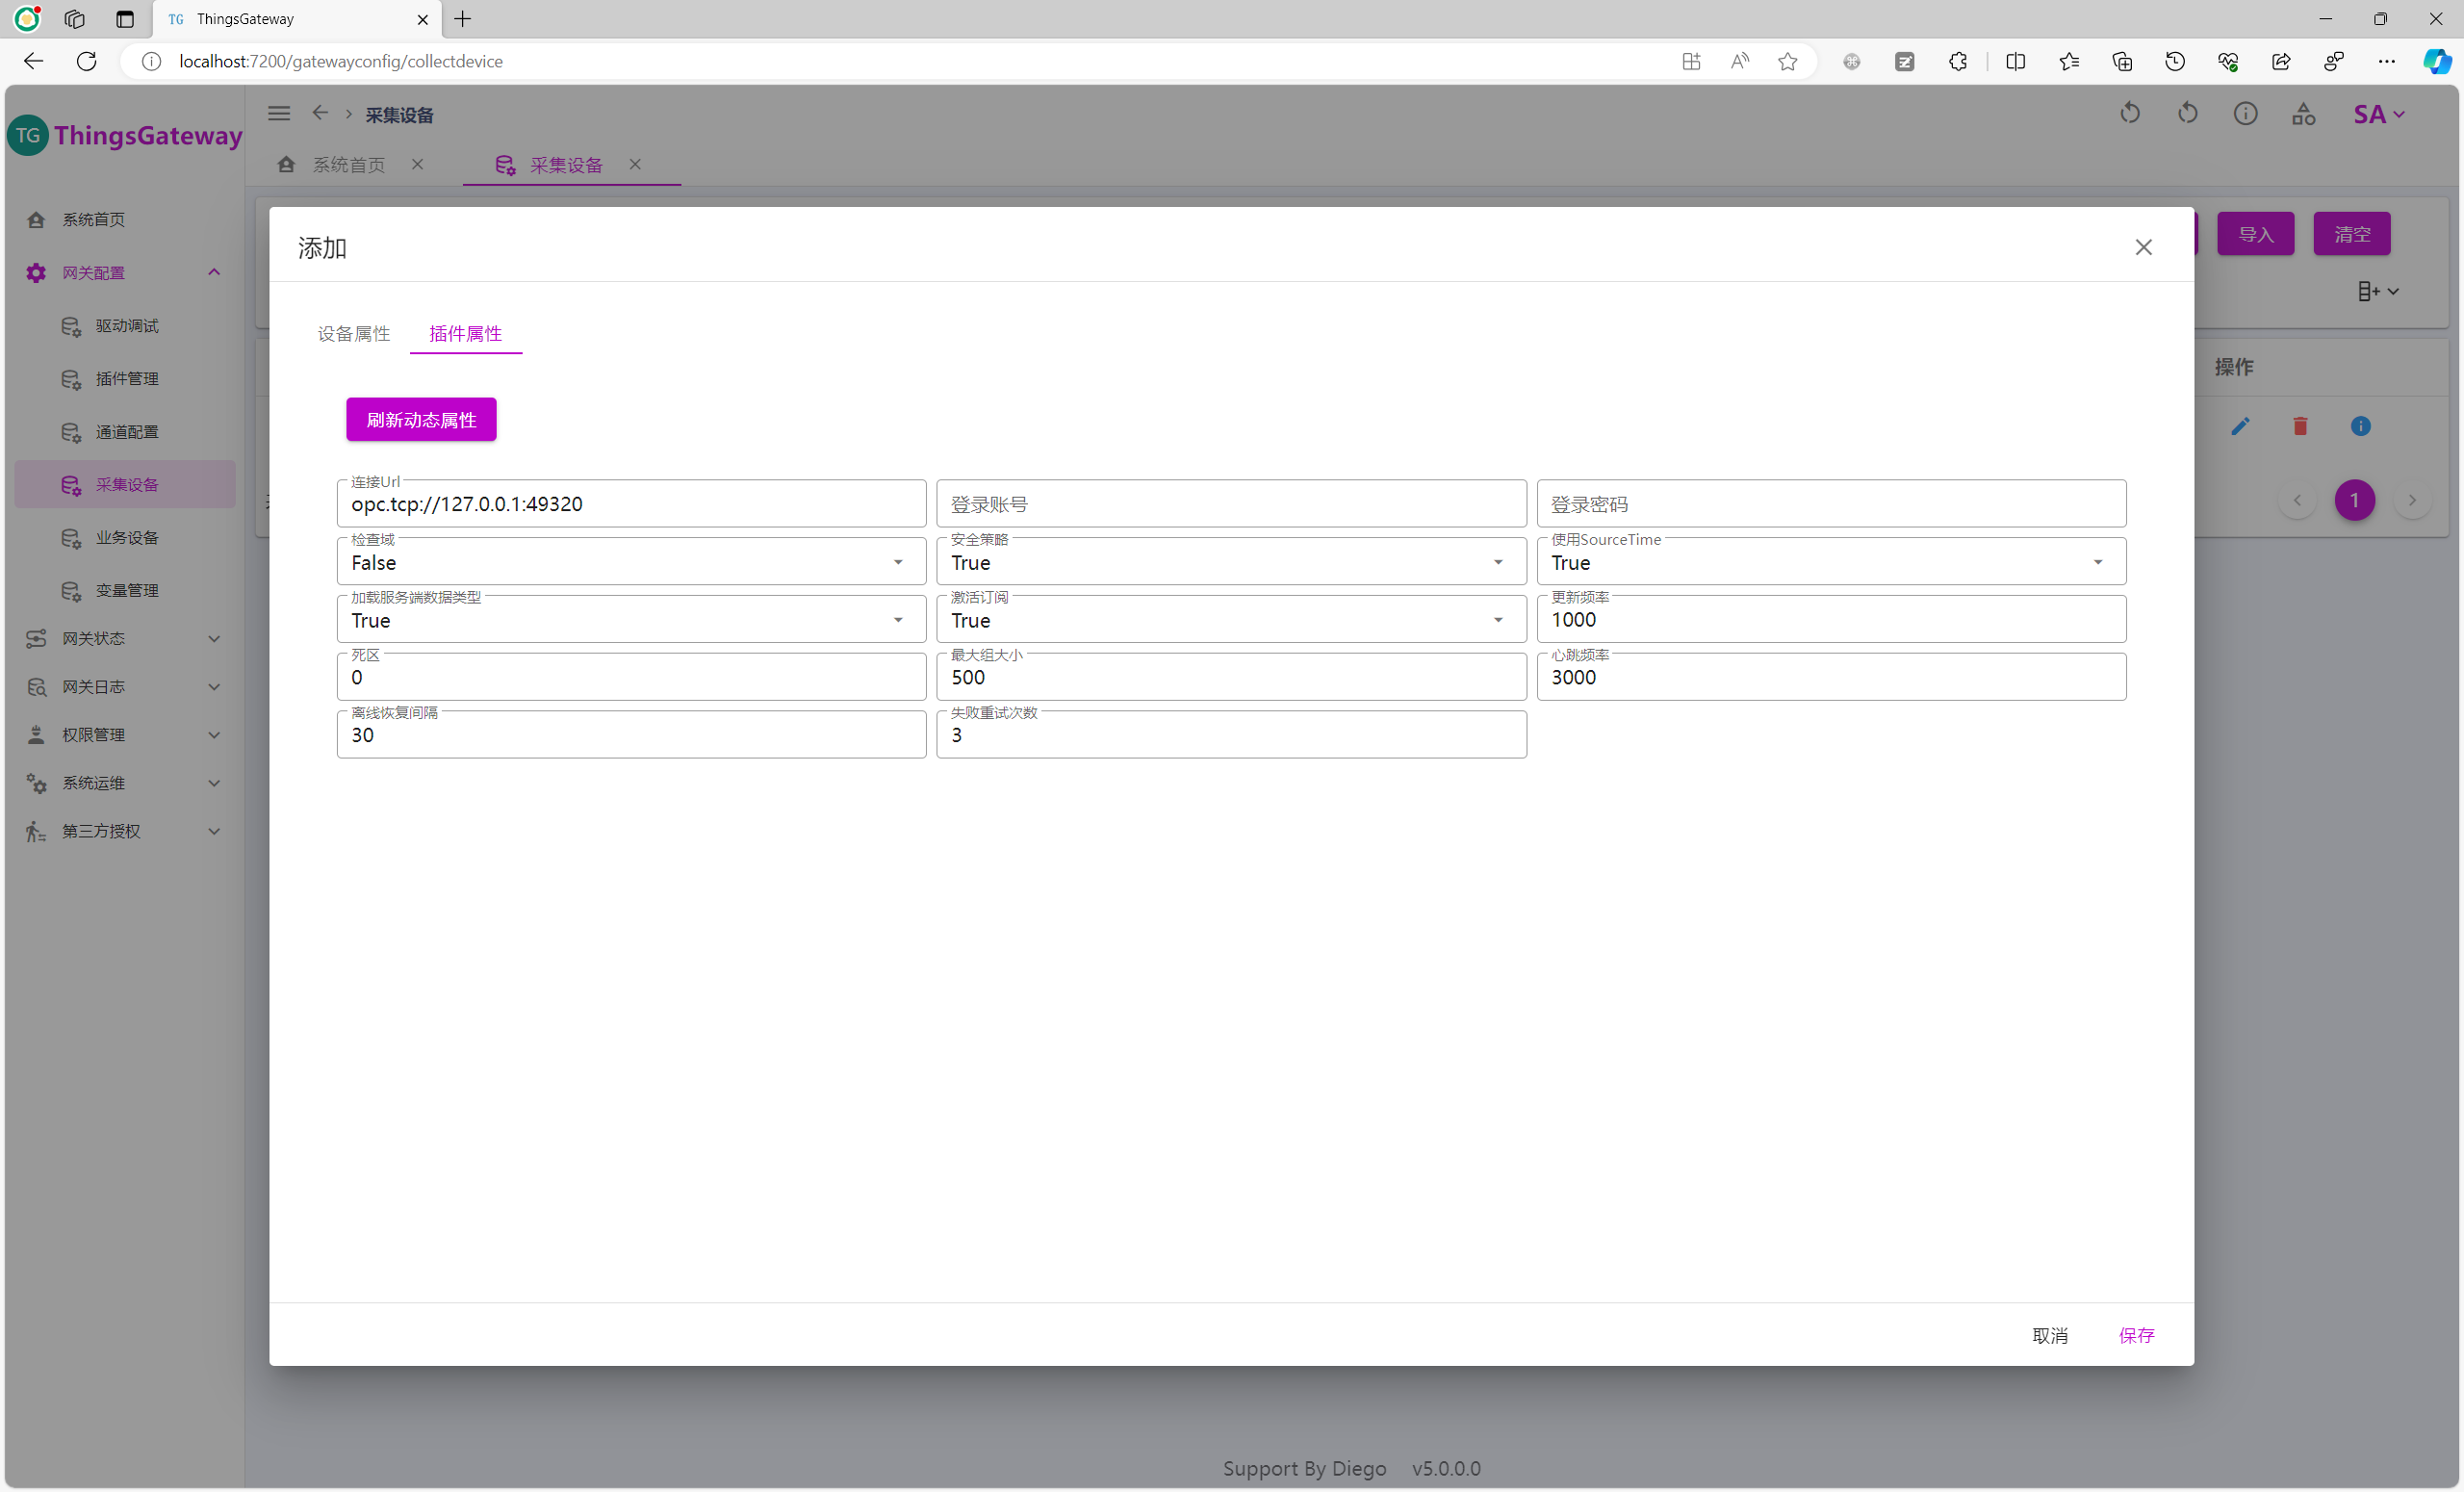 TG ThingsGateway
localhost:7200/gatewayconfig/collectdevice
TG ThingsGateway
采集设备
SA
系统首页
采集设备
系统首页
网关配置
驱动调试
插件管理
通道配置
采集设备
业务设备
变量管理
网关状态
网关日志
权限管理
系统运维
第三方授权
导入
清空
操作
1
添加
设备属性
插件属性
刷新动态属性
连接Url
opc.tcp://127.0.0.1:49320
登录账号
登录密码
检查域
False
安全策略
True
使用SourceTime
True
加载服务端数据类型
True
激活订阅
True
更新频率
1000
死区
0
最大组大小
500
心跳频率
3000
离线恢复间隔
30
失败重试次数
3
取消
保存
Support By Diego v5.0.0.0